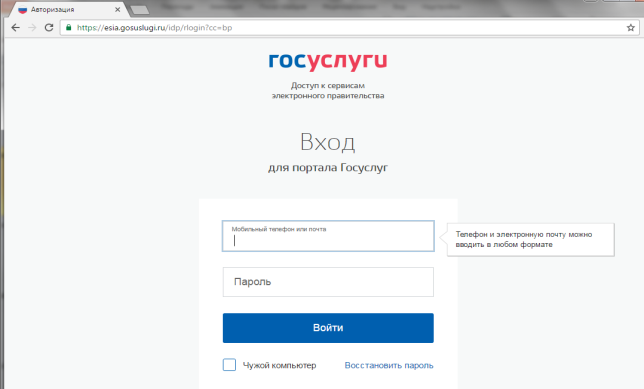 Авторизация
https://esia.gosuslugi.ru/idp/rlogin?cc=bp
госуслуги
Доступ к сервисам
электронного правительства
Вход
для портала Госуслуг
Мобильный телефон или почта
Телефон и электронную почту можно
вводить в любом формате
Пароль
Войти
Чужой компьютер
Восстановить пароль